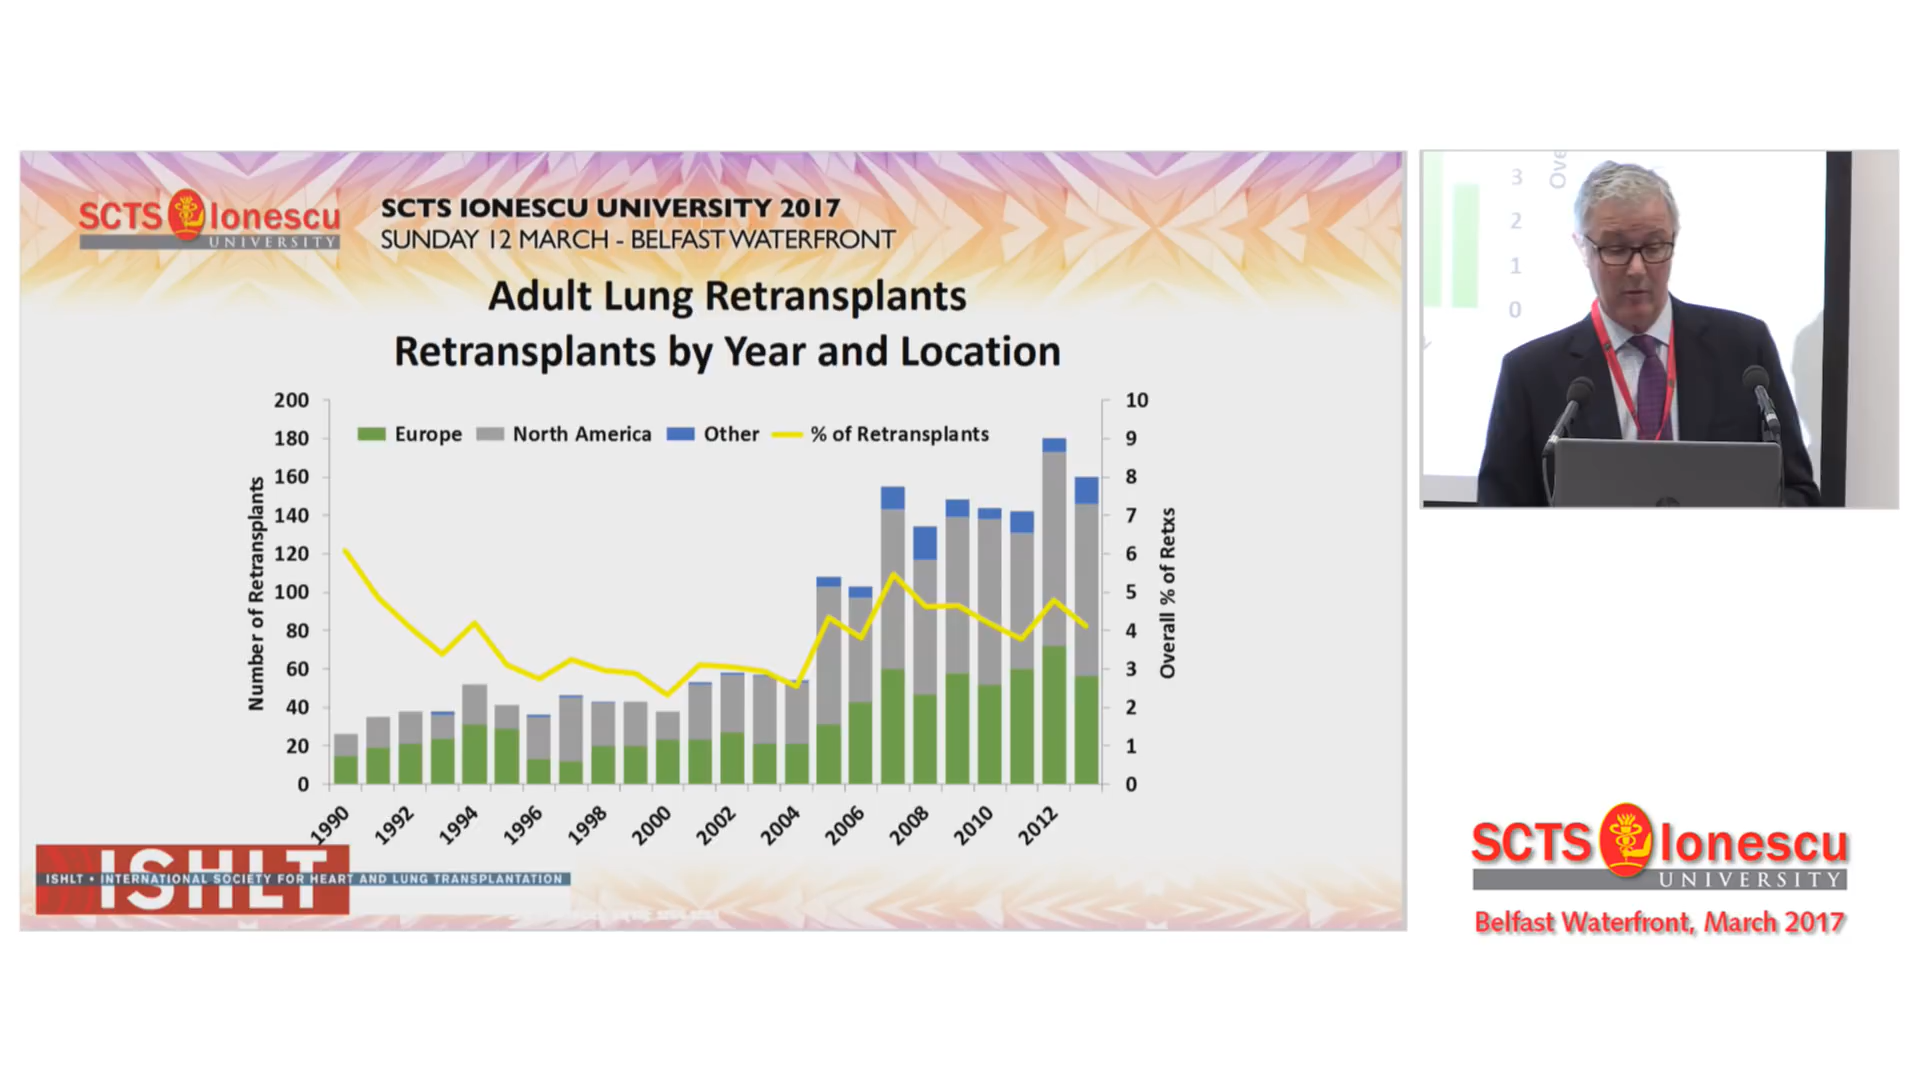 SCTS Ionescu
UNIVERSITY
SCTS IONESCU UNIVERSITY 2017
SUNDAY 12 MARCH - BELFAST WATERFRONT
Adult Lung Retransplants
Retransplants by Year and Location
Europe North America Other % of Retransplants
Number of Retransplants
200
180
160
140
120
100
80
60
40
20
0
10
9
8
7
6
5
4
3
2
1
0
Overall % of Retxs
1990 1992 1994 1996 1998 2000 2002 2004 2006 2008 2010 2012
ISHLT
ISHLT • INTERNATIONAL SOCIETY FOR HEART AND LUNG TRANSPLANTATION
3
2
1
0
Ove
SCTS Ionescu
UNIVERSITY
Belfast Waterfront, March 2017